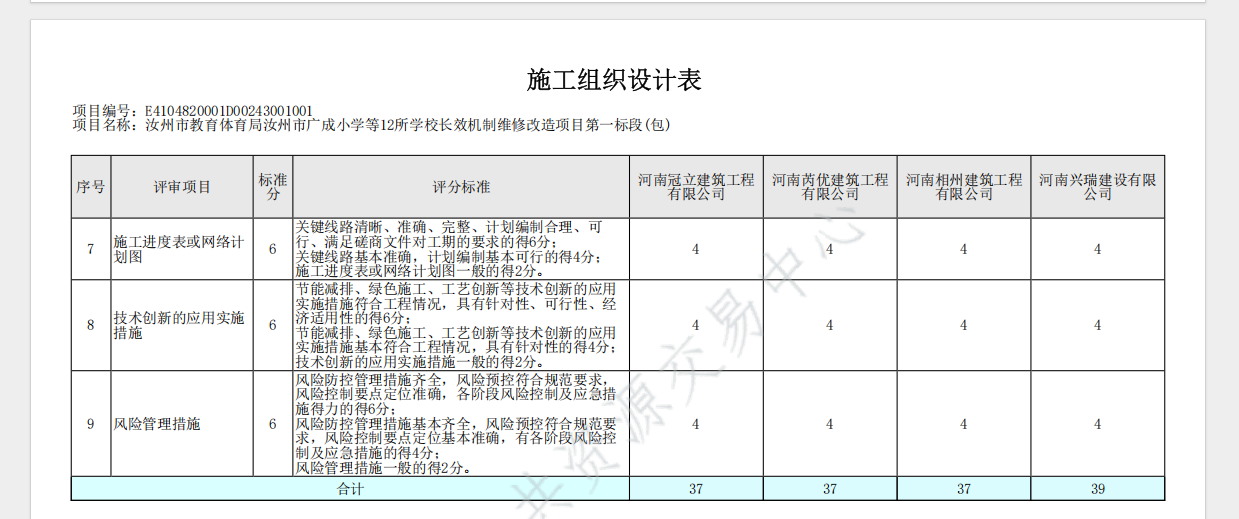 施工组织设计表
项目编号：E4104820001D00243001001
项目名称：汝州市教育体育局汝州市广成小学等12所学校长效机制维修改造项目第一标段(包)
序号
评审项目
标准
分
评分标准
河南冠立建筑工程
有限公司
河南芮优建筑工程
有限公司
河南相州建筑工程
有限公司
河南兴瑞建设有限
公司
7
施工进度表或网络计
划图
6
关键线路清晰、准确、完整、计划编制合理、可
行、满足磋商文件对工期的要求的得6分；
关键线路基本准确，计划编制基本可行的得4分；
施工进度表或网络计划图一般的得2分。
4
4
4
4
8
技术创新的应用实施
措施
6
节能减排、绿色施工、工艺创新等技术创新的应用
实施措施符合工程情况，具有针对性、可行性、经
济适用性的得6分；
节能减排、绿色施工、工艺创新等技术创新的应用
实施措施基本符合工程情况，具有针对性的得4分；
技术创新的应用实施措施一般的得2分。
4
4
4
4
9
风险管理措施
6
风险防控管理措施齐全，风险预控符合规范要求，
风险控制要点定位准确，各阶段风险控制及应急措
施得力的得6分；
风险防控管理措施基本齐全，风险预控符合规范要
求，风险控制要点定位基本准确，有各阶段风险控
制及应急措施的得4分；
风险管理措施一般的得2分。
4
4
4
4
合计
37
37
37
39
共资源交易中心